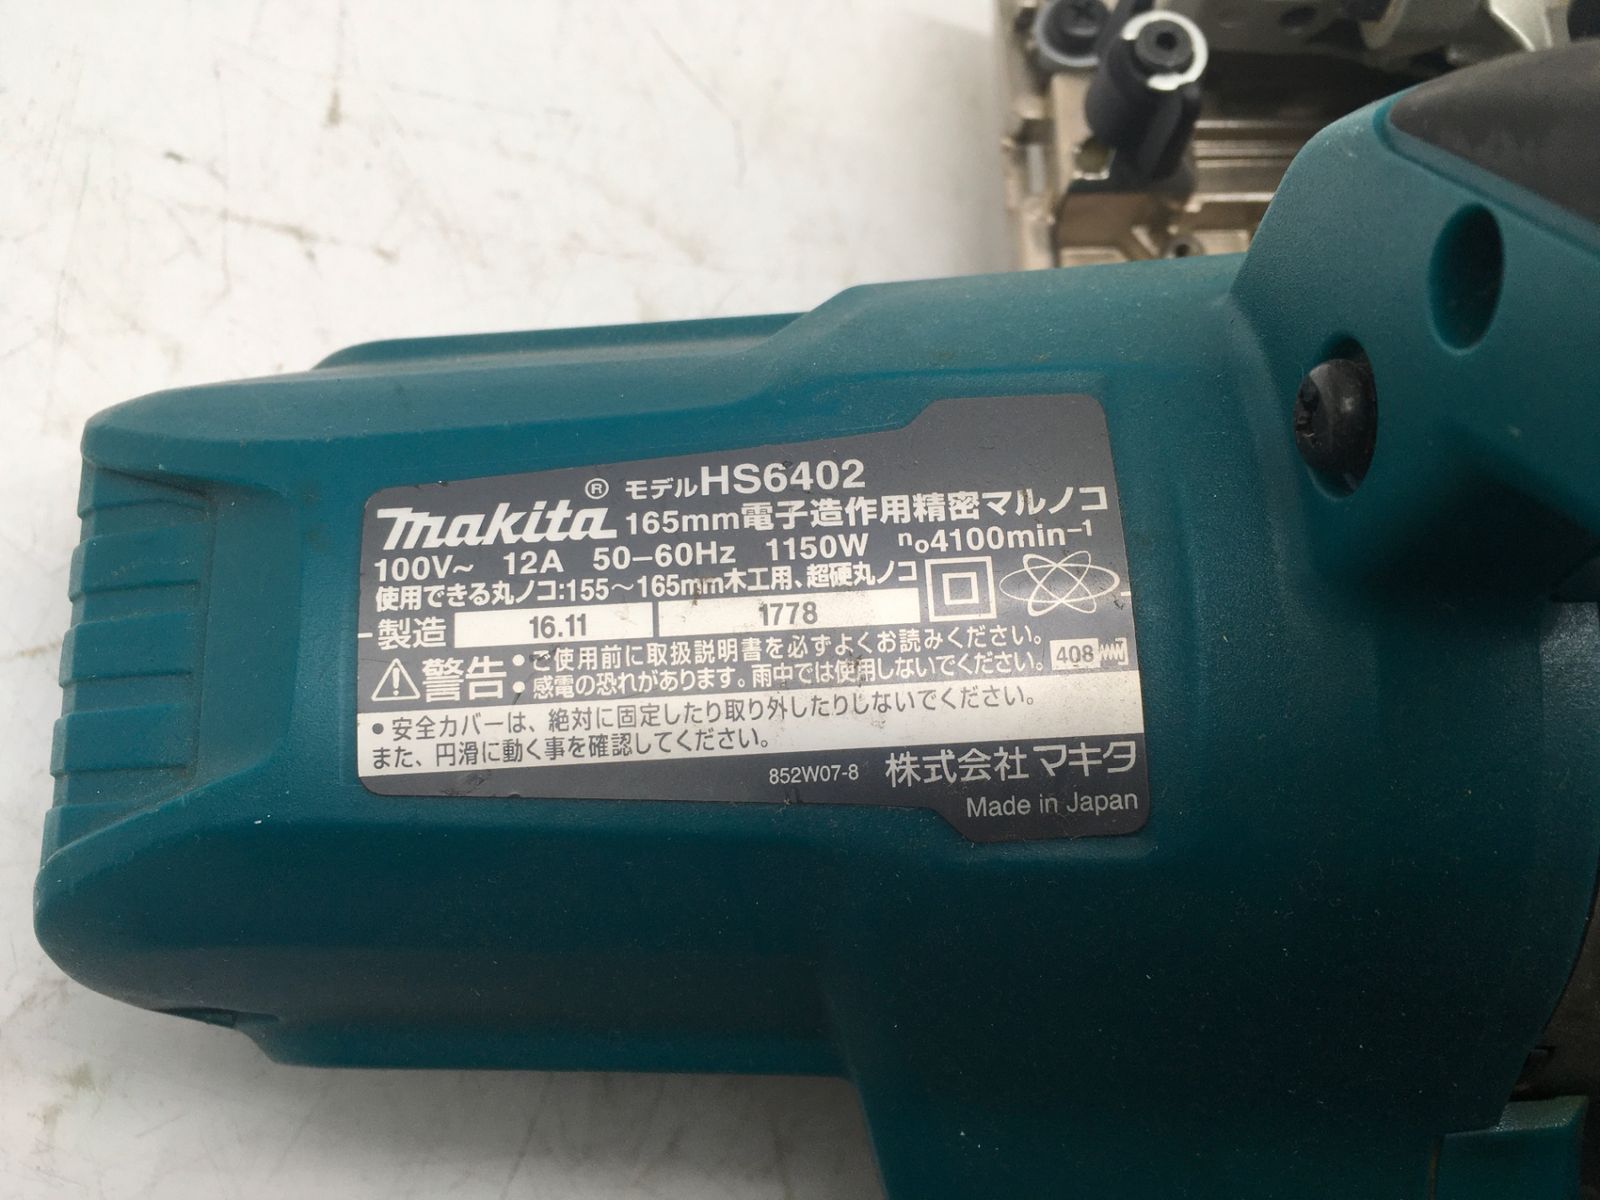 ® モデルHS6402
makita 165mm電子造作用精密マルノコ
100V~ 12A 50-60Hz 1150W no4100min-1
使用できる丸ノコ:155～165mm木工用、超硬丸ノコ
製造 16.11 1778
⚠警告 • ご使用前に取扱説明書を必ずよくお読みください。
• 感電の恐れがあります。雨中では使用しないでください。 408
• 安全カバーは、絶対に固定したり取り外したりしないでください。
また、円滑に動く事を確認してください。
852W07-8 株式会社マキタ
Made in Japan